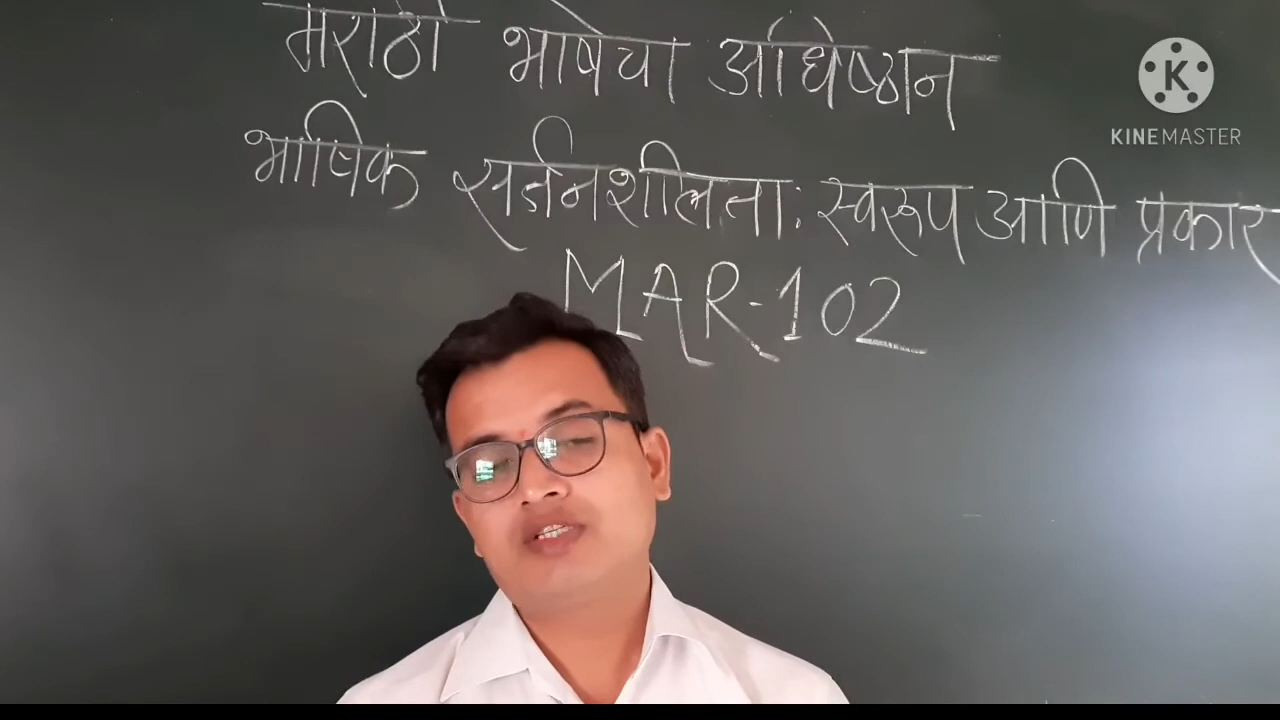 मराठी भाषेचा अधिष्ठान
भाषिक सर्जनशीलता: स्वरूप आणि प्रकार
MAR-102
K
KINEMASTER